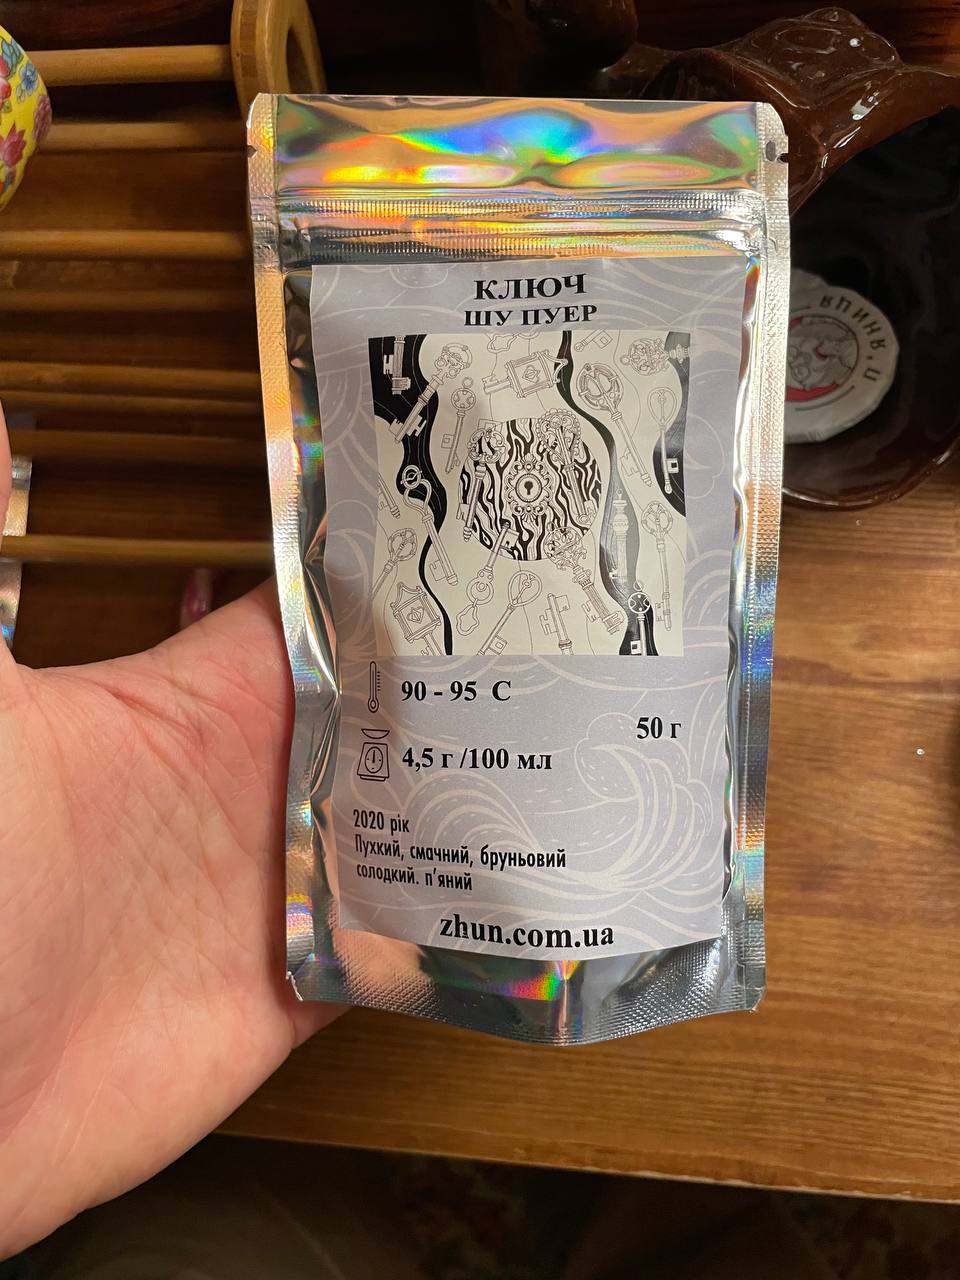 КЛЮЧ
ШУ ПУЕР
90 - 95 С
50 г
4,5 г /100 мл
2020 рік
Пухкий, смачний, бруньовий
солодкий. п'яний
zhun.com.ua